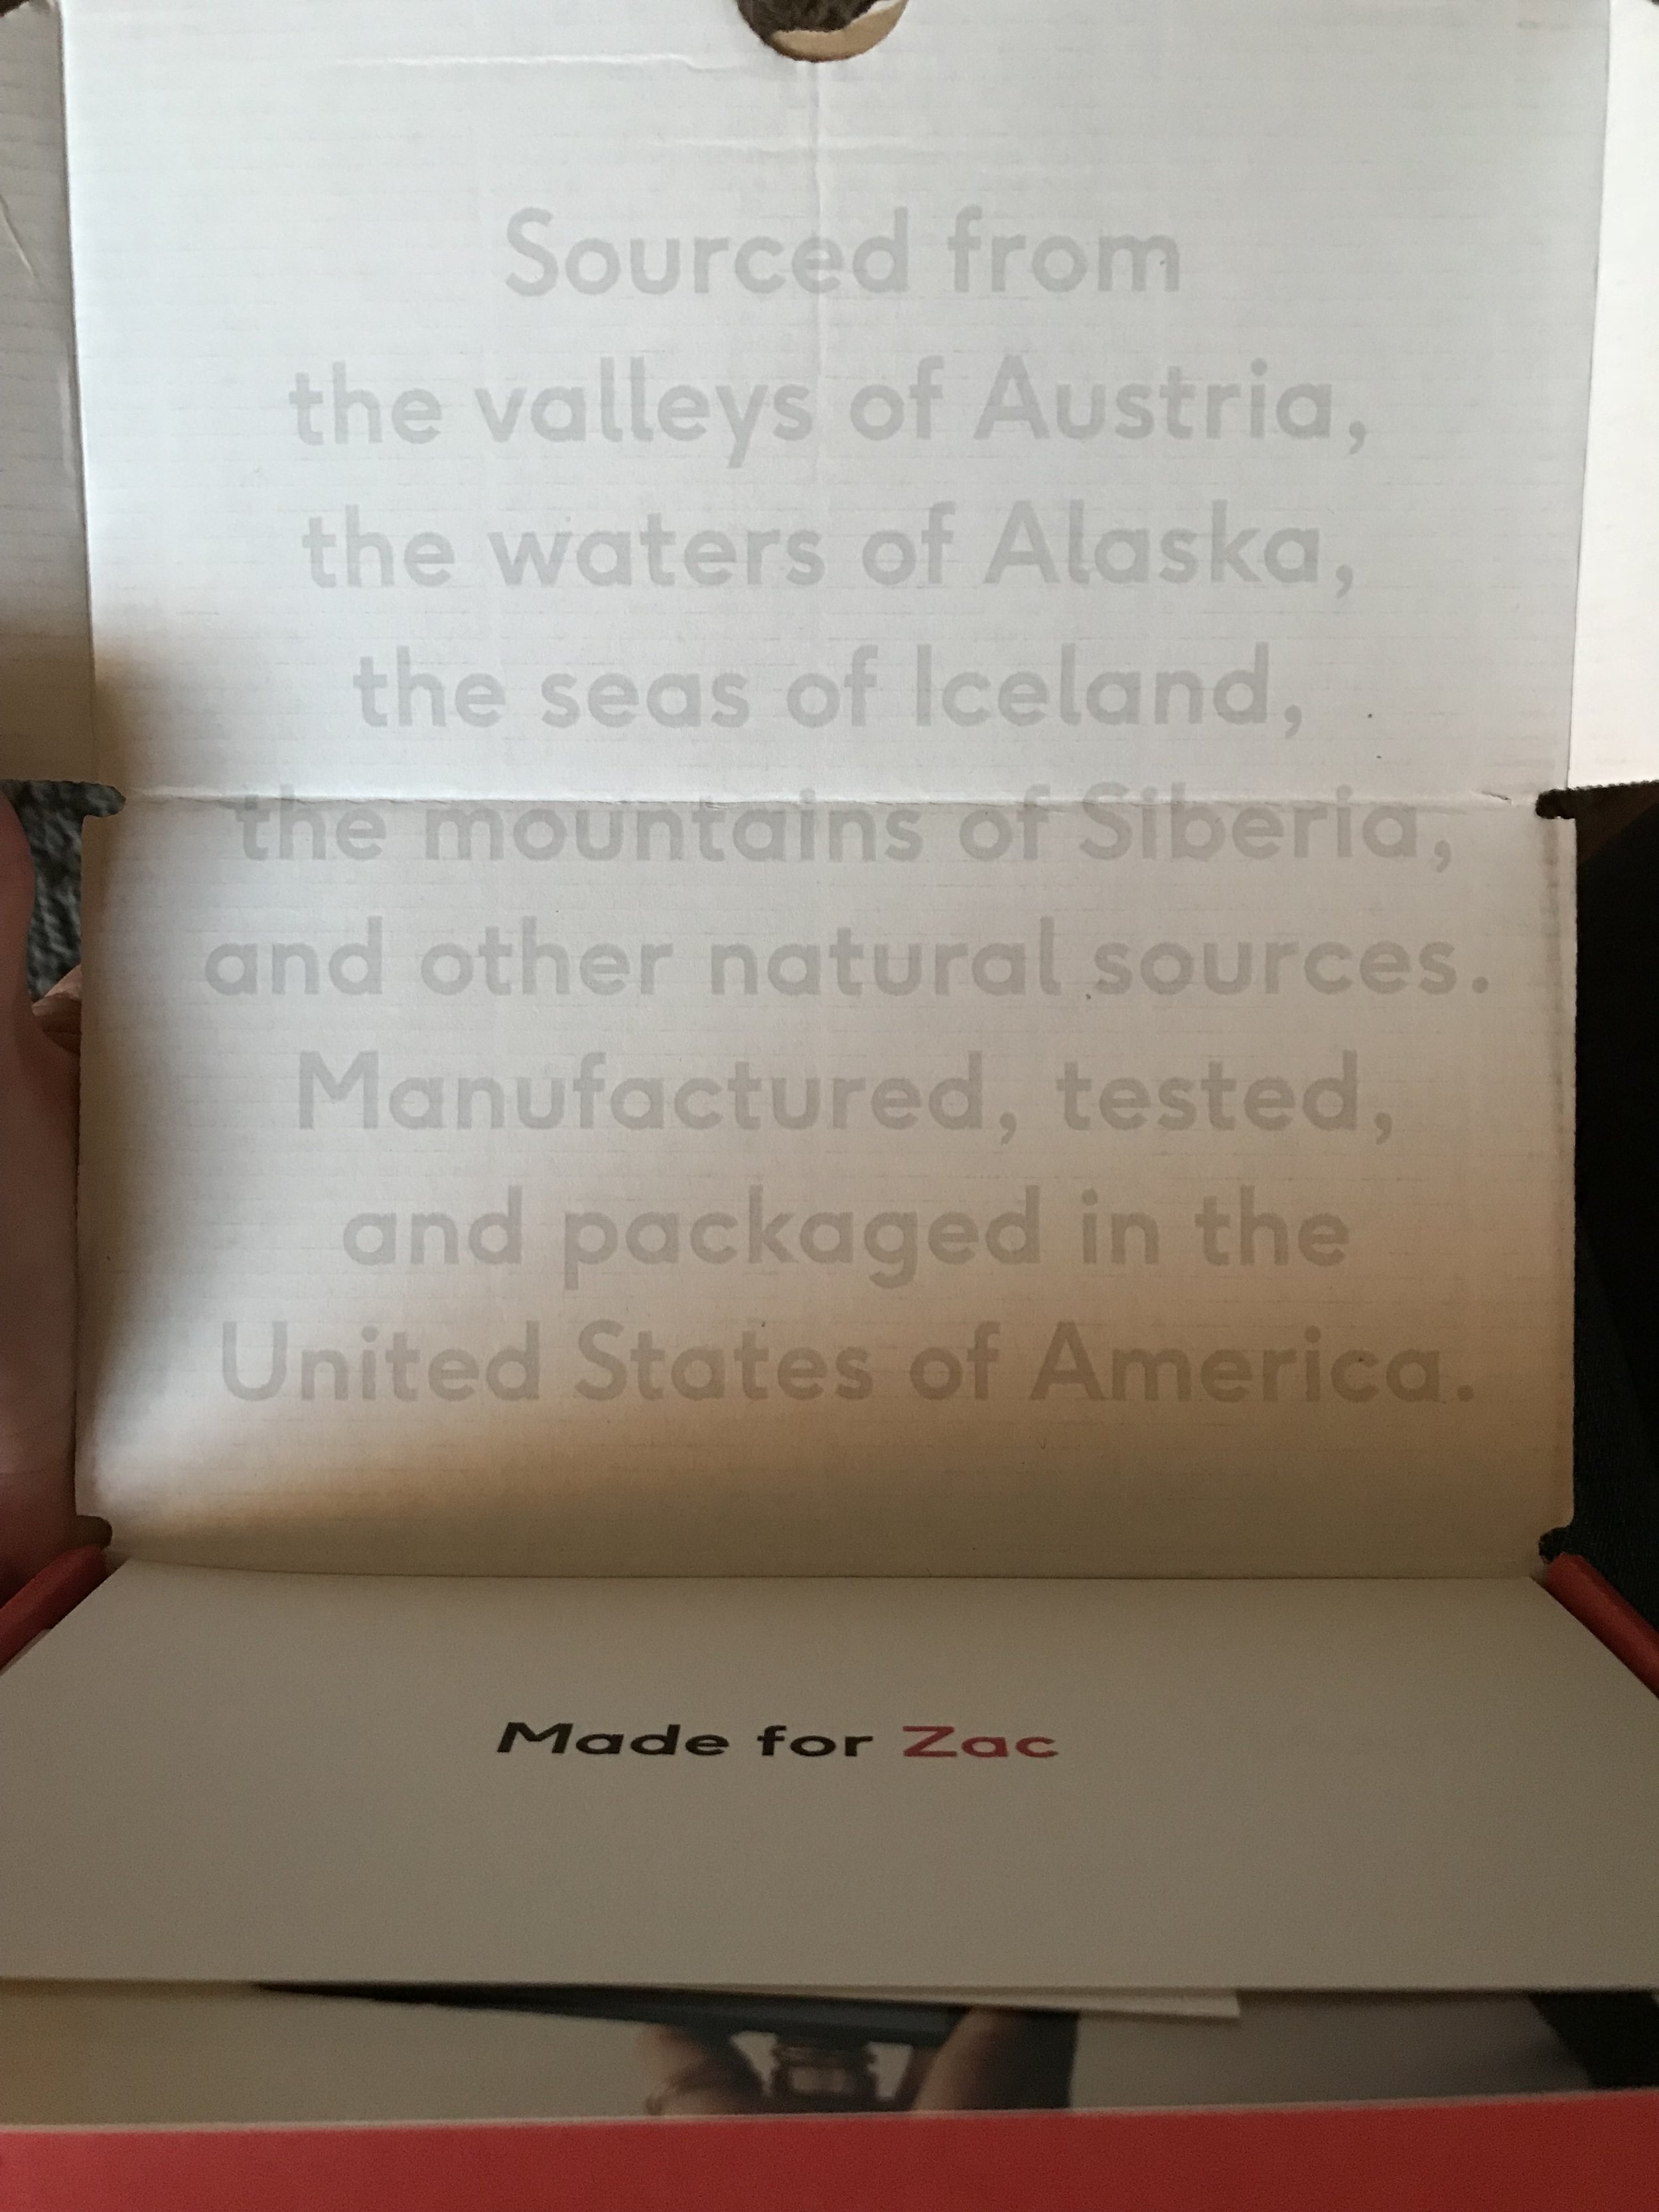 Sourced from
the valleys of Austria,
the waters of Alaska,
the seas of Iceland,
the mountains of Siberia,
and other natural sources.
Manufactured, tested,
and packaged in the
United States of America.
Made for Zac